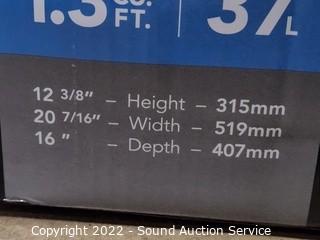 1.3 CU. FT. 37 L
12 3/8" – Height – 315mm
20 7/16" – Width – 519mm
16 " – Depth – 407mm
Copyright 2022 - Sound Auction Service